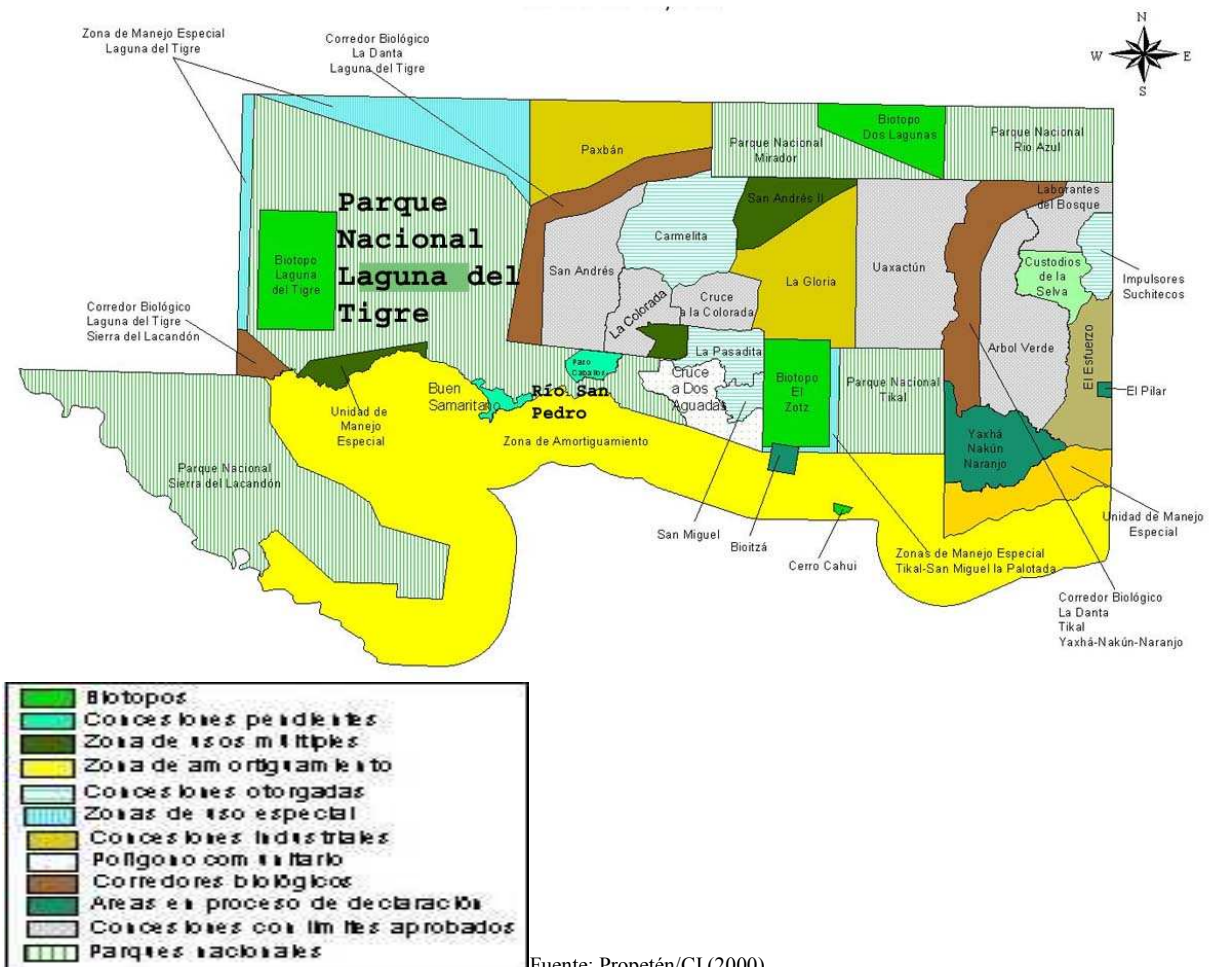 Zona de Manejo Especial
Laguna del Tigre
Corredor Biológico
La Danta
Laguna del Tigre
N
W
E
S
Paxbán
Parque Nacional
Mirador
Biotopo
Dos Lagunas
Parque Nacional
Rio Azul
Parque
Nacional
Laguna del
Tigre
Biotopo
Laguna
del Tigre
San Andrés
Carmelita
San Andrés II
La Gloria
Uaxactún
Laborantes
del Bosque
Custodios
de la
Selva
Impulsores
Suchitecos
La Colorada
Cruce
a la Colorada
Corredor Biológico
Laguna del Tigre
Sierra del Lacandón
La Pasadita
Arbol Verde
El Esfuerzo
El Pilar
Paso
Caballos
Buen
Samaritano
Río San
Pedro
Cruce
a Dos
Aguadas
Biotopo
El
Zotz
Parque Nacional
Tikal
Unidad de
Manejo
Especial
Zona de Amortiguamiento
Yaxhá
Nakún
Naranjo
Parque Nacional
Sierra del Lacandón
San Miguel
Bioitzá
Cerro Cahui
Zonas de Manejo Especial
Tikal-San Miguel la Palotada
Unidad de Manejo
Especial
Corredor Biológico
La Danta
Tikal
Yaxhá-Nakún-Naranjo
Biotopos
Concesiones pendientes
Zona de usos múltiples
Zona de amortiguamiento
Concesiones otorgadas
Zonas de uso especial
Concesiones industriales
Polígono comunitario
Corredores biológicos
Areas en proceso de declaración
Concesiones con límites aprobados
Parques nacionales
Fuente: Propetén/CI (2000)